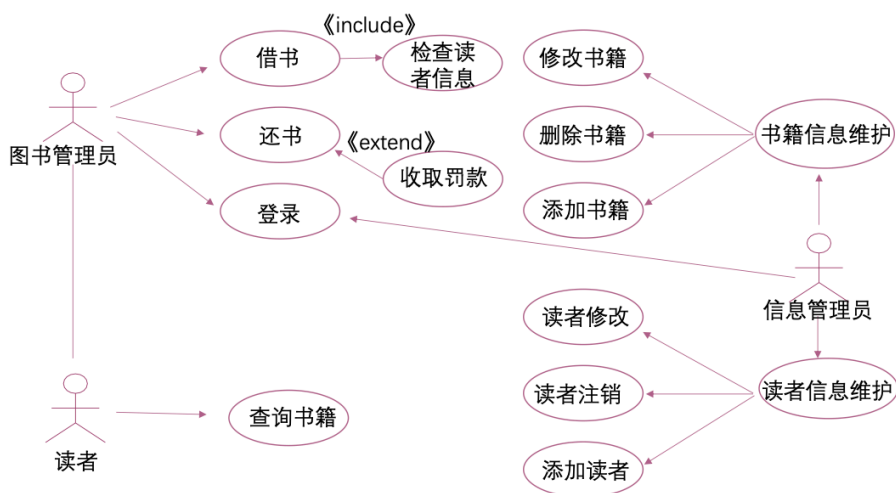 《include》
借书
检查读
者信息
修改书籍
图书管理员
还书
《extend》
收取罚款
删除书籍
书籍信息维护
登录
添加书籍
信息管理员
读者修改
读者注销
读者信息维护
查询书籍
读者
添加读者